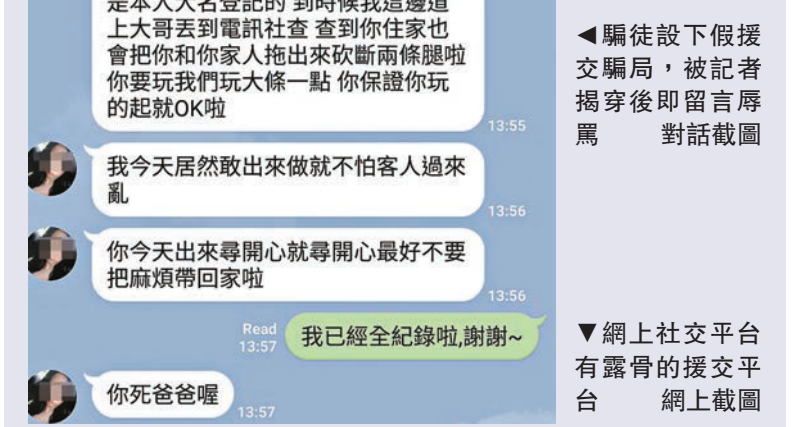 是本人大名登記的 到時候我這邊道
上大哥丟到電訊社查 查到你住家也
會把你和你家人拖出來砍斷兩條腿啦
你要玩我們玩大條一點 你保證你玩
的起就OK啦
13:55
我今天居然敢出來做就不怕客人過來
亂
13:56
你今天出來尋開心就尋開心最好不要
把麻煩帶回家啦
13:56
Read
13:57
我已經全紀錄啦,謝謝~
你死爸爸喔
13:57
◀騙徒設下假援
交騙局，被記者
揭穿後即留言辱
罵 對話截圖
▼網上社交平台
有露骨的援交平
台 網上截圖